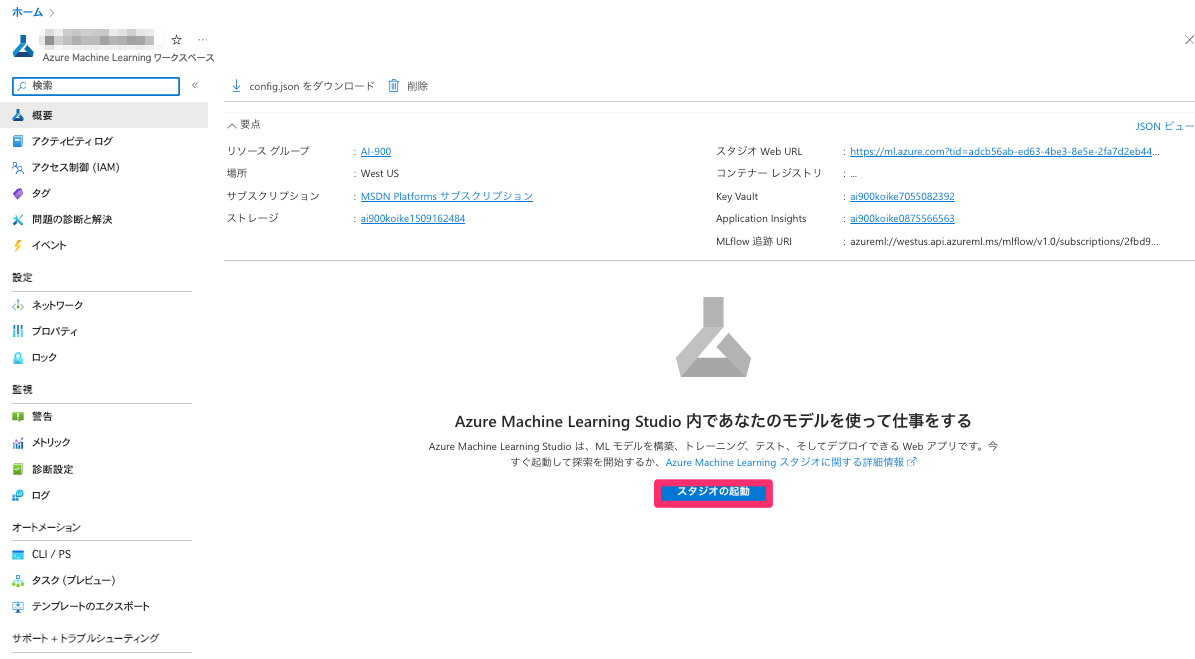 ホーム
Azure Machine Learning ワークスペース
検索
概要
アクティビティ ログ
アクセス制御 (IAM)
タグ
問題の診断と解決
イベント
設定
ネットワーク
プロパティ
ロック
監視
警告
メトリック
診断設定
ログ
オートメーション
CLI / PS
タスク (プレビュー)
テンプレートのエクスポート
サポート + トラブルシューティング
config.json をダウンロード 削除
要点
JSON ビュー
リソース グループ : AI-900
場所 : West US
サブスクリプション : MSDN Platforms サブスクリプション
ストレージ : ai900koike1509162484
スタジオ Web URL : https://ml.azure.com?tid=adcb56ab-ed63-4be3-8e5e-2fa7d2eb44...
コンテナー レジストリ : ...
Key Vault : ai900koike7055082392
Application Insights : ai900koike0875566563
MLflow 追跡 URI : azureml://westus.api.azureml.ms/mlflow/v1.0/subscriptions/2fbd9...
Azure Machine Learning Studio 内であなたのモデルを使って仕事をする
Azure Machine Learning Studio は、ML モデルを構築、トレーニング、テスト、そしてデプロイできる Web アプリです。今
すぐ起動して探索を開始するか、Azure Machine Learning スタジオに関する詳細情報
スタジオの起動